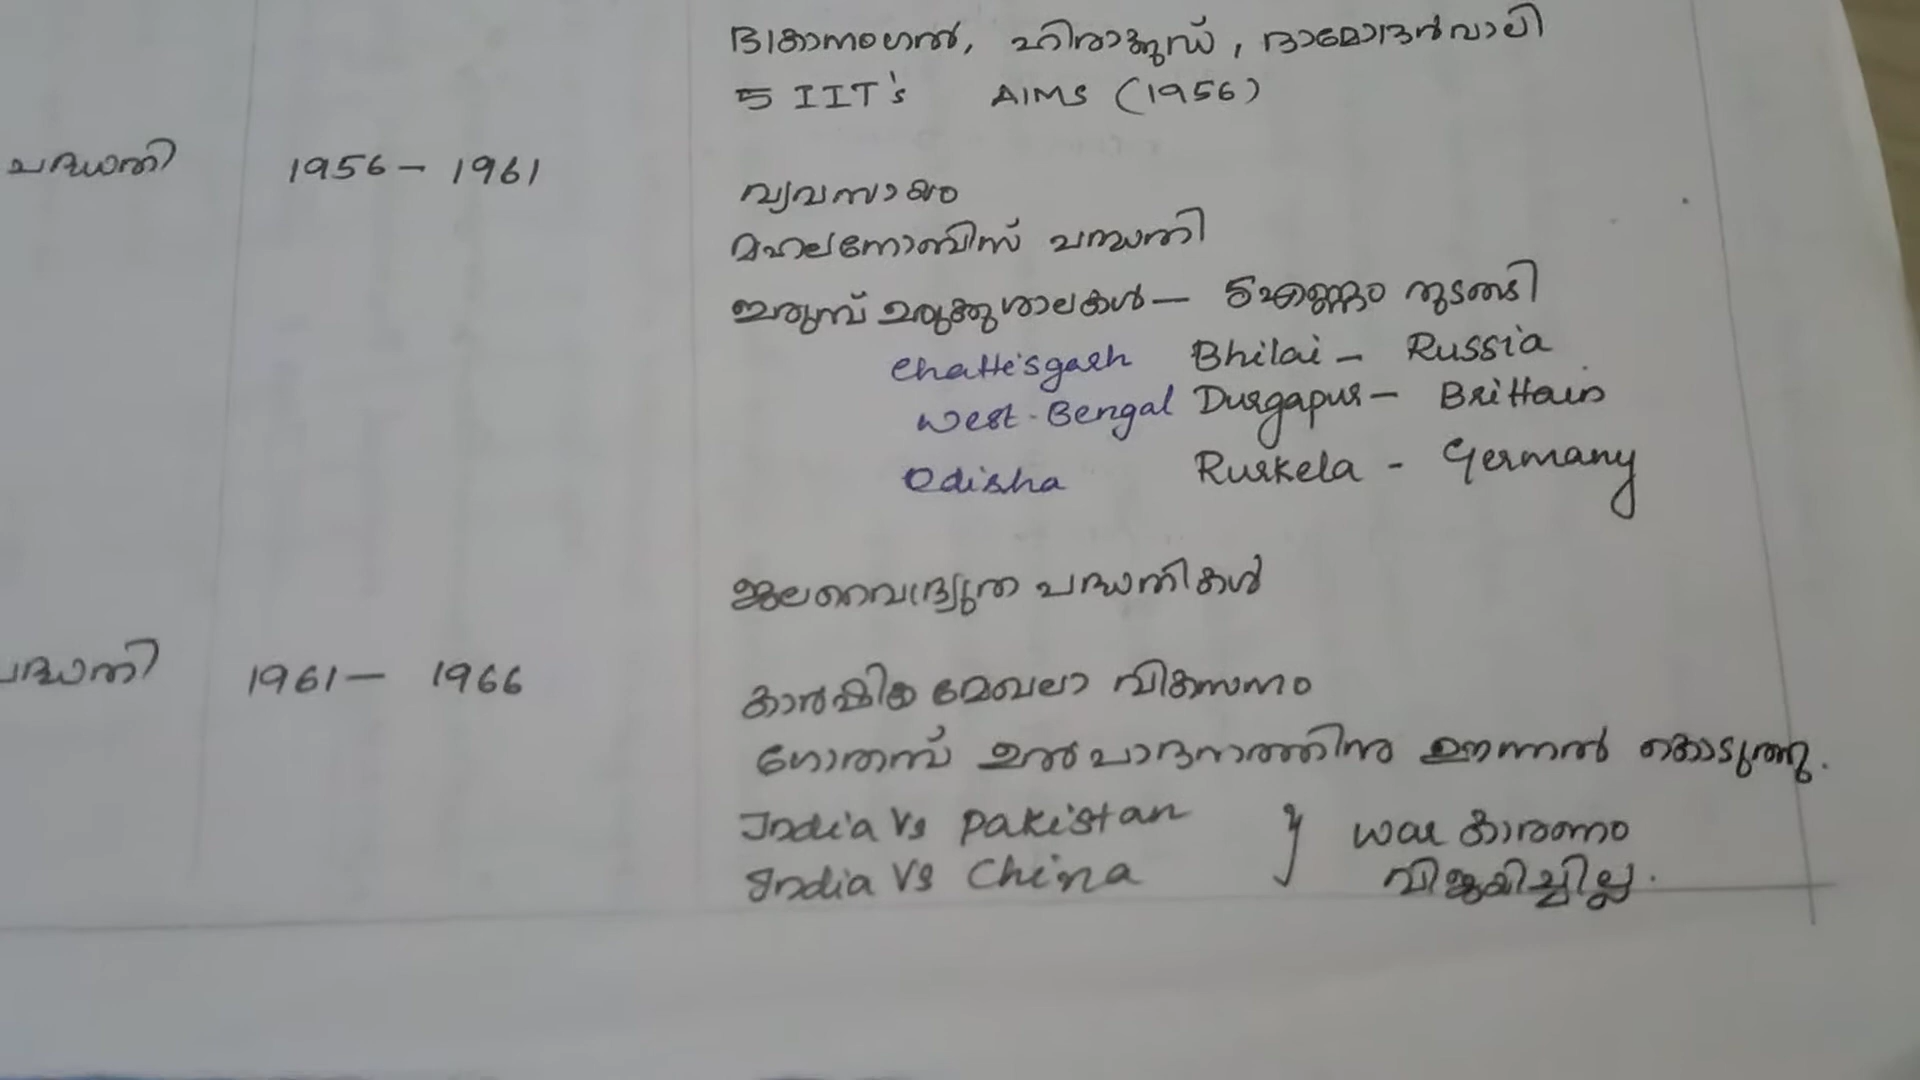 ഭക്രാനംഗൽ, ഹിരാക്കുഡ്, ദാമോദർവാലി
5 IIT's AIMS (1956)
പദ്ധതി 1956 - 1961 വ്യവസായം
മഹലനോബിസ് പദ്ധതി
ഇരുമ്പ് ഉരുക്കുശാലകൾ - തുടങ്ങി
Chattisgarh Bhilai - Russia
West-Bengal Durgapur - Brittain
Odisha Rurkela - Germany
ജലവൈദ്യുത പദ്ധതികൾ
പദ്ധതി 1961 - 1966 കാർഷിക മേഖലാ വികസനം
ഗോതമ്പ് ഉൽപാദനത്തിനു ഊന്നൽ കൊടുത്തു.
India Vs Pakistan } war കാരണം
India Vs China വിജയിച്ചില്ല.